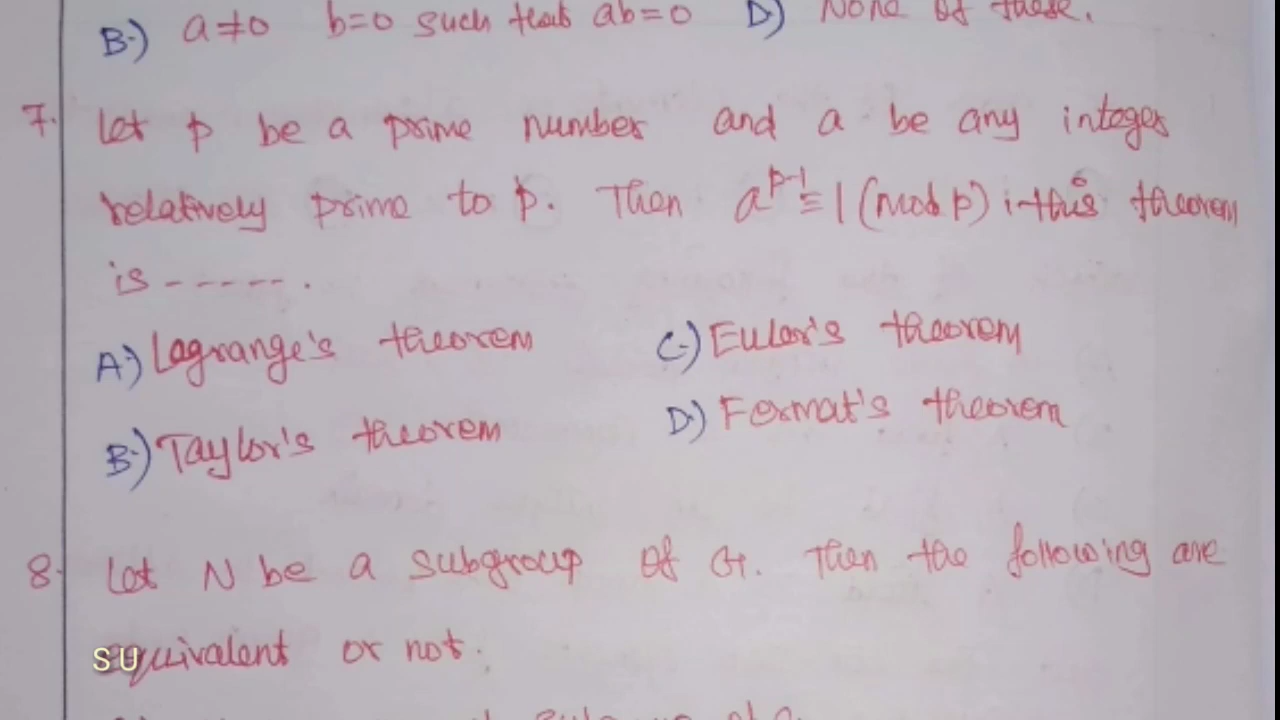 B.) a≠0 b=0 such that ab=0 D) None of these.
7. Let p be a prime number and a be any integer
relatively prime to p. Then a^{p-1} ≡ 1 (mod p) i this theorem
is ------.
A.) Lagrange's theorem C.) Euler's theorem
B.) Taylor's theorem D.) Fermat's theorem
8. Let N be a subgroup of G. Then the following are
equivalent or not.
SU